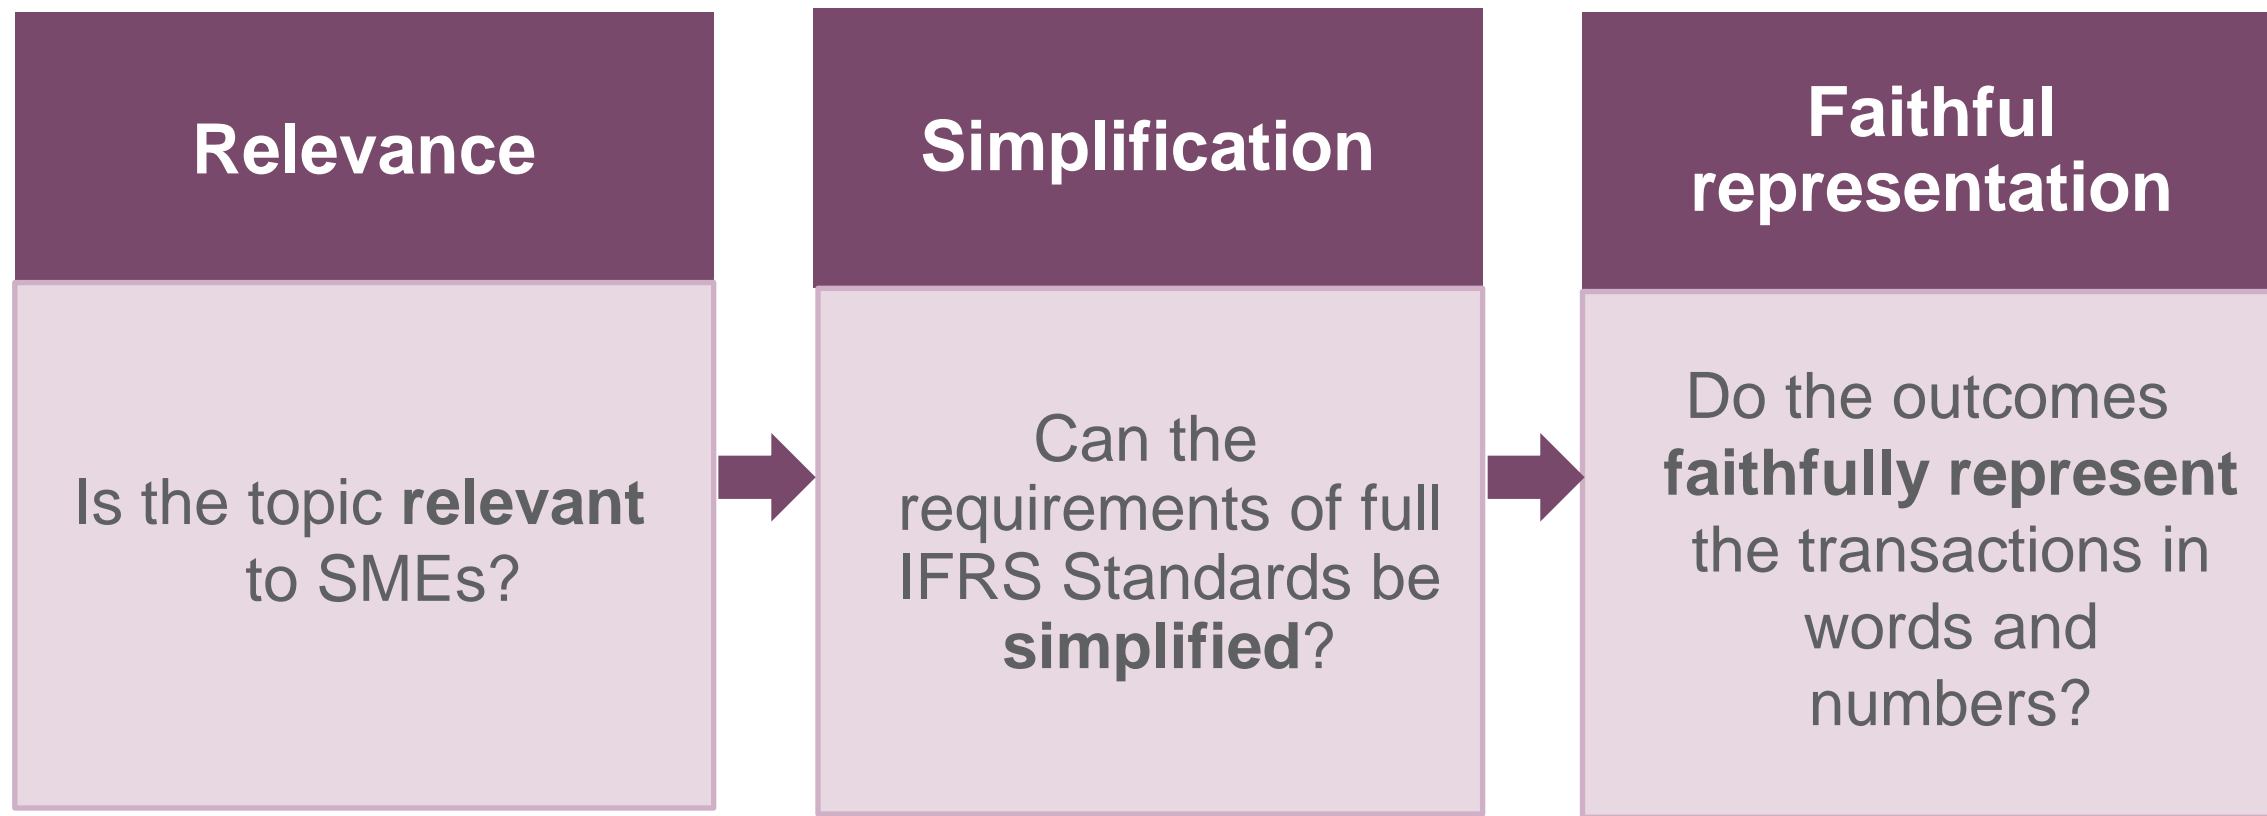 Relevance
Is the topic relevant
to SMEs?
Simplification
Can the
requirements of full
IFRS Standards be
simplified?
Faithful
representation
Do the outcomes
faithfully represent
the transactions in
words and
numbers?